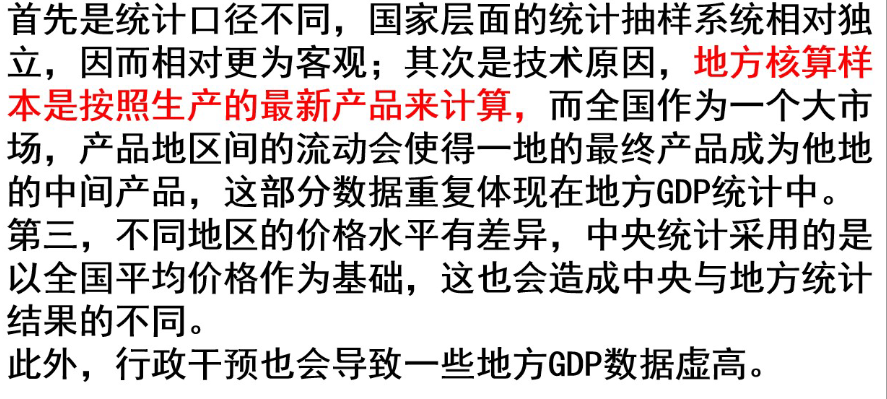 首先是统计口径不同，国家层面的统计抽样系统相对独
立，因而相对更为客观；其次是技术原因，地方核算样
本是按照生产的最新产品来计算，而全国作为一个大市
场，产品地区间的流动会使得一地的最终产品成为他地
的中间产品，这部分数据重复体现在地方GDP统计中。
第三，不同地区的价格水平有差异，中央统计采用的是
以全国平均价格作为基础，这也会造成中央与地方统计
结果的不同。
此外，行政干预也会导致一些地方GDP数据虚高。